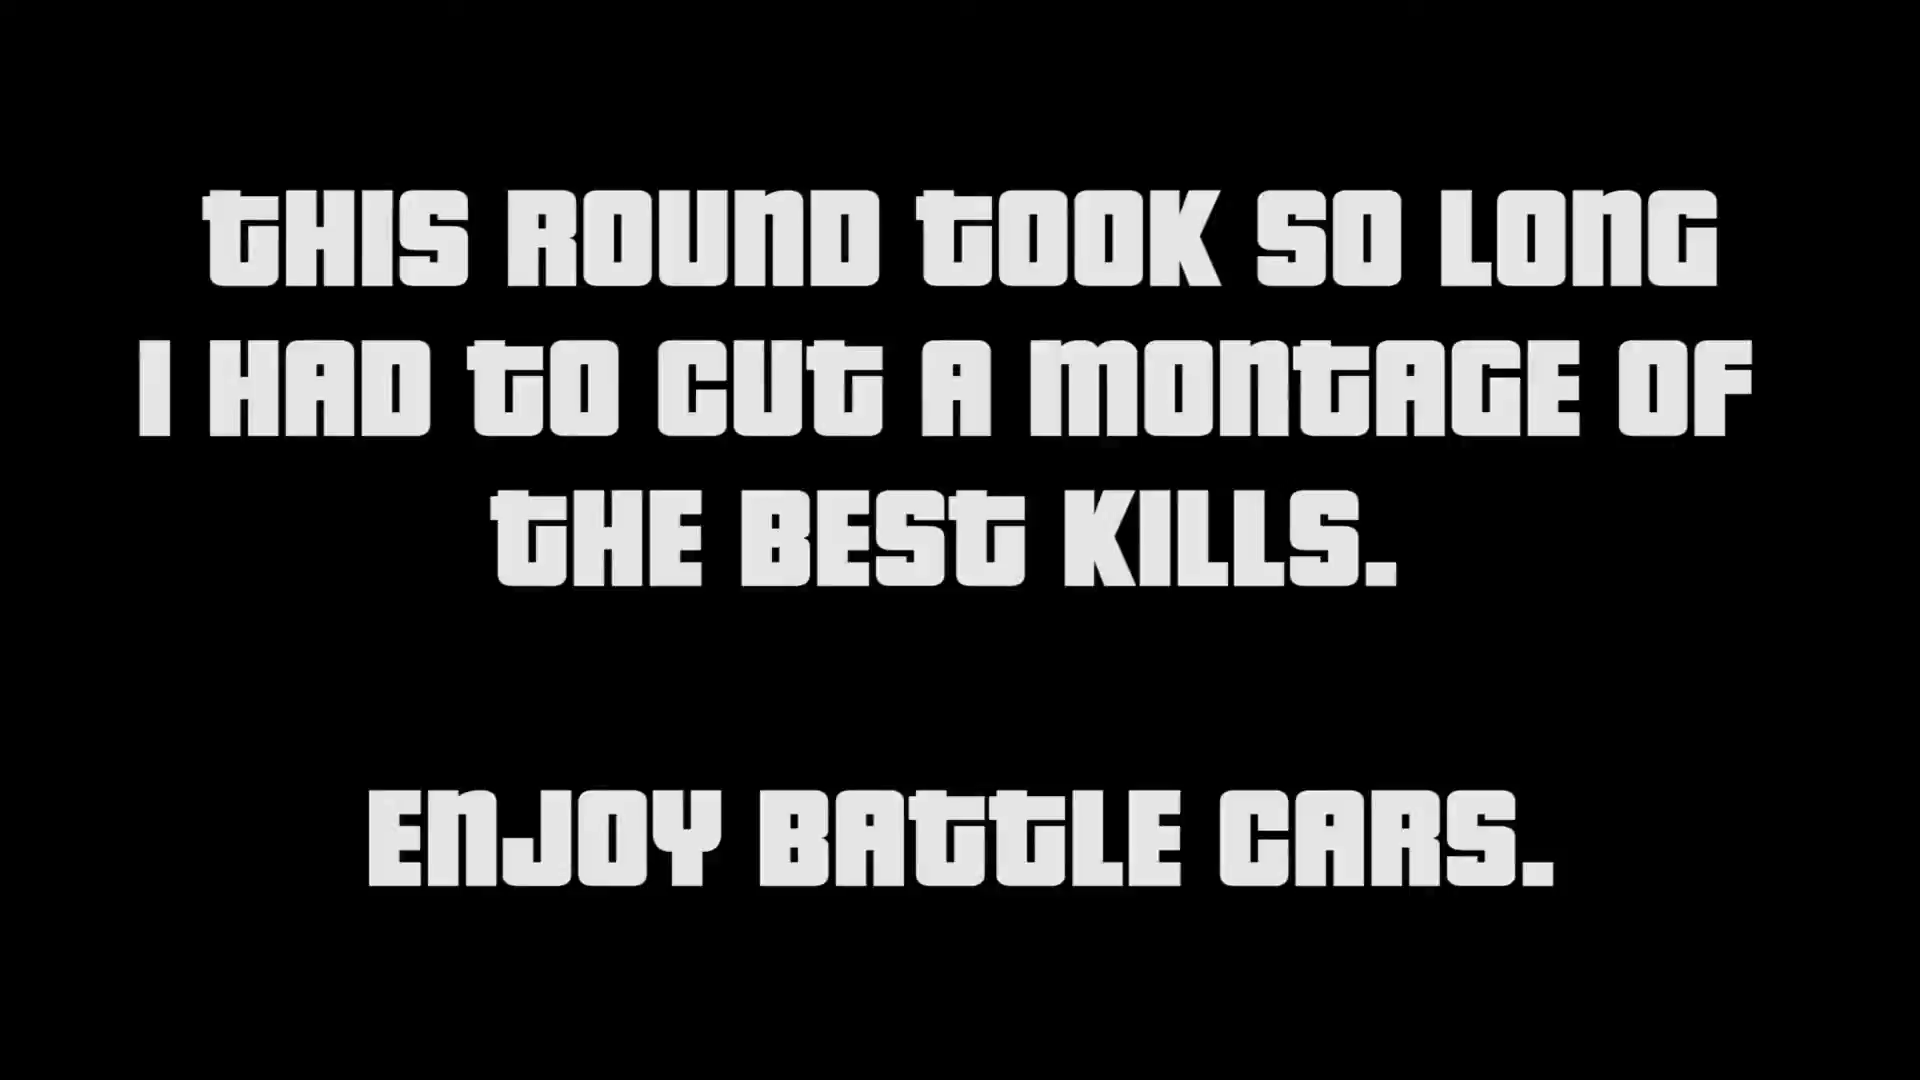 THIS ROUND TOOK SO LONG
I HAD TO CUT A MONTAGE OF
THE BEST KILLS.
ENJOY BATTLE CARS.